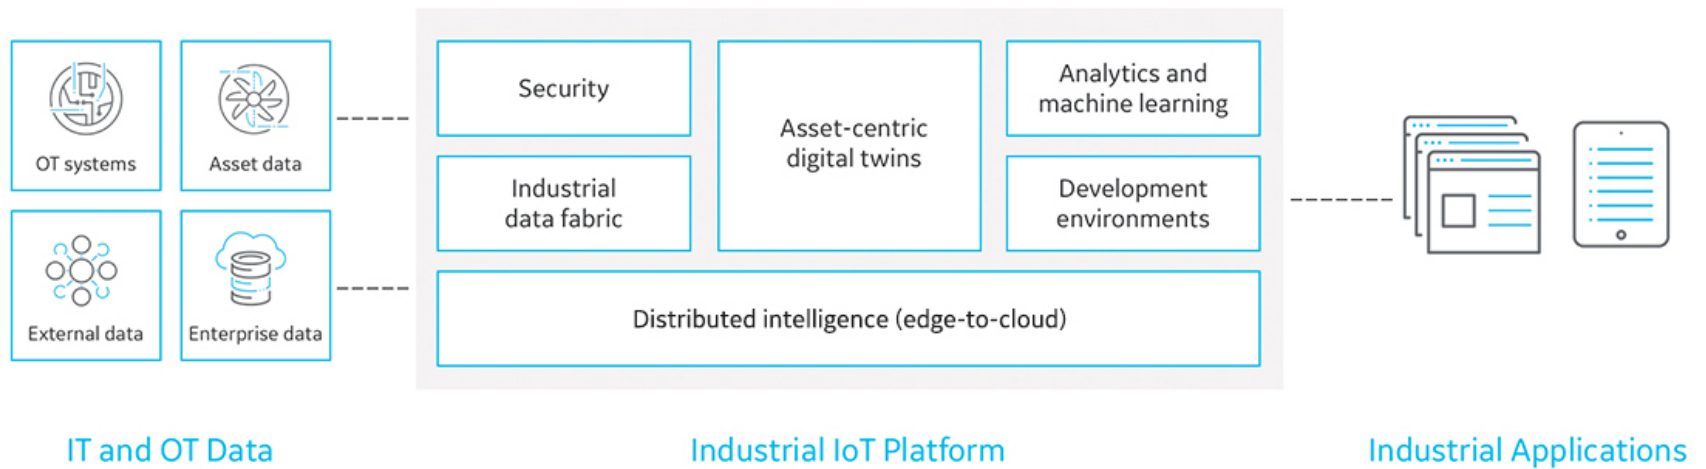 OT systems
Asset data
External data
Enterprise data
IT and OT Data
Security
Industrial
data fabric
Asset-centric
digital twins
Analytics and
machine learning
Development
environments
Distributed intelligence (edge-to-cloud)
Industrial IoT Platform
Industrial Applications